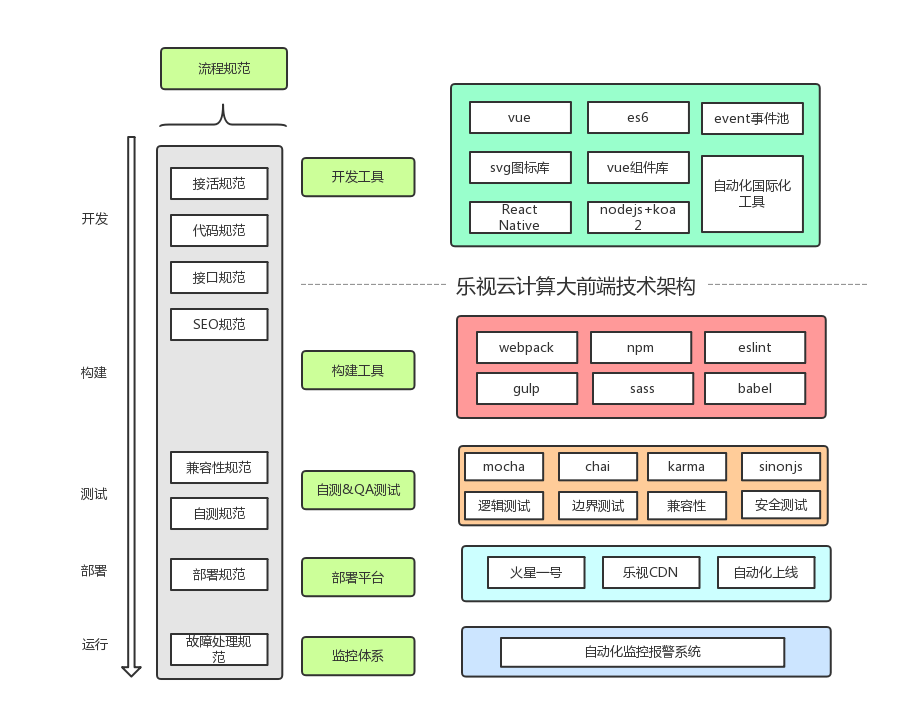 流程规范
开发
构建
测试
部署
运行
接活规范
代码规范
接口规范
SEO规范
兼容性规范
自测规范
部署规范
故障处理规
范
开发工具
vue
es6
event事件池
svg图标库
vue组件库
自动化国际化
工具
React
Native
nodejs+koa
2
乐视云计算大前端技术架构
构建工具
webpack
npm
eslint
gulp
sass
babel
自测&QA测试
mocha
chai
karma
sinonjs
逻辑测试
边界测试
兼容性
安全测试
部署平台
火星一号
乐视CDN
自动化上线
监控体系
自动化监控报警系统